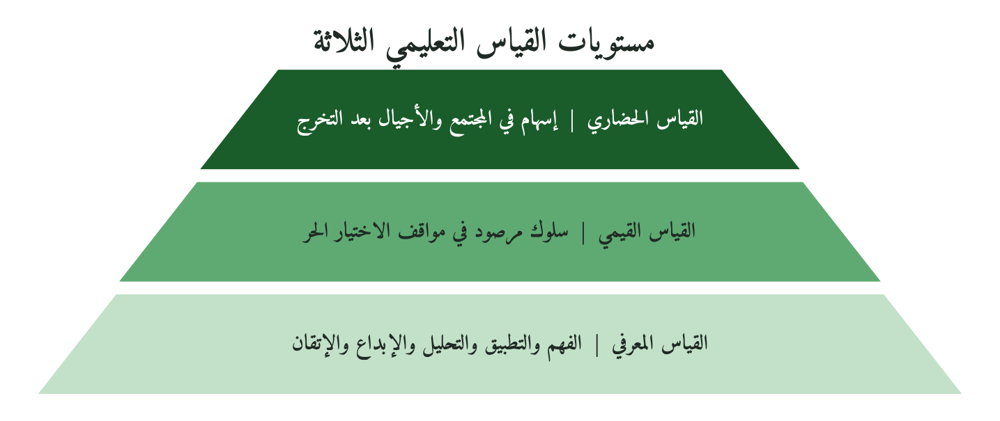 مستويات القياس التعليمي الثلاثة
القياس الحضاري | إسهام في المجتمع والأجيال بعد التخرج
القياس القيمي | سلوك مرصود في مواقف الاختيار الحر
القياس المعرفي | الفهم والتطبيق والتحليل والإبداع والإتقان